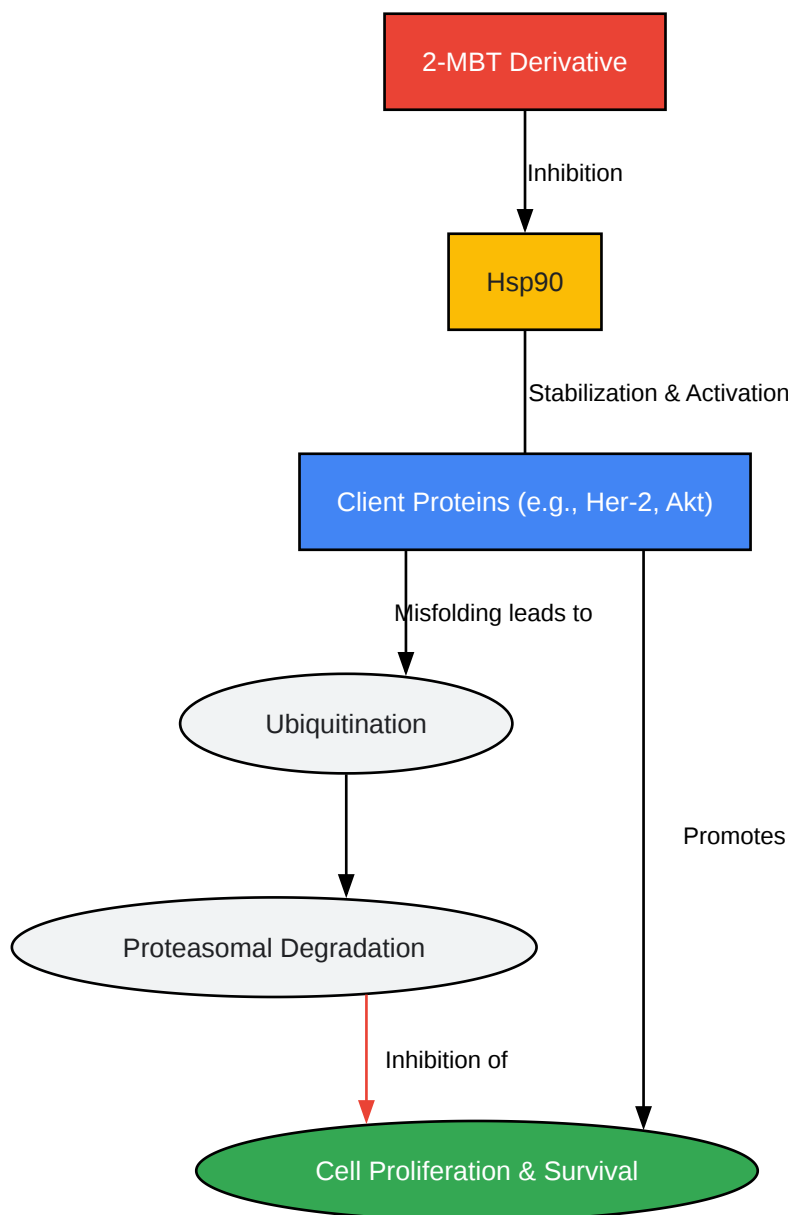 2-MBT Derivative
Inhibition
Hsp90
Stabilization & Activation
Client Proteins (e.g., Her-2, Akt)
Misfolding leads to
Ubiquitination
Promotes
Proteasomal Degradation
Inhibition of
Cell Proliferation & Survival